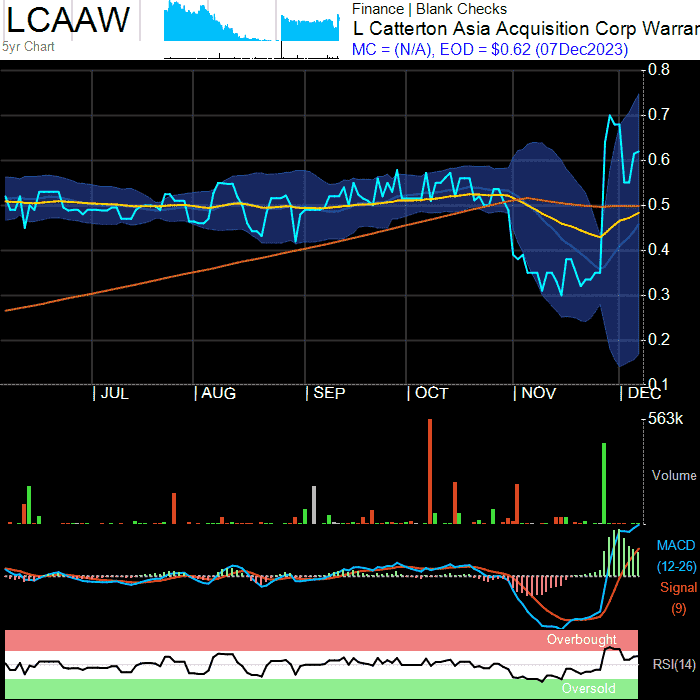 LCAAW
5yr Chart
Finance | Blank Checks
L Catterton Asia Acquisition Corp Warrar
MC = (N/A), EOD = $0.62 (07Dec2023)
0.8
0.7
0.6
0.5
0.4
0.3
0.2
0.1
JUL AUG SEP OCT NOV DEC
563k
Volume
MACD
(12-26)
Signal
(9)
Overbought
RSI(14)
Oversold